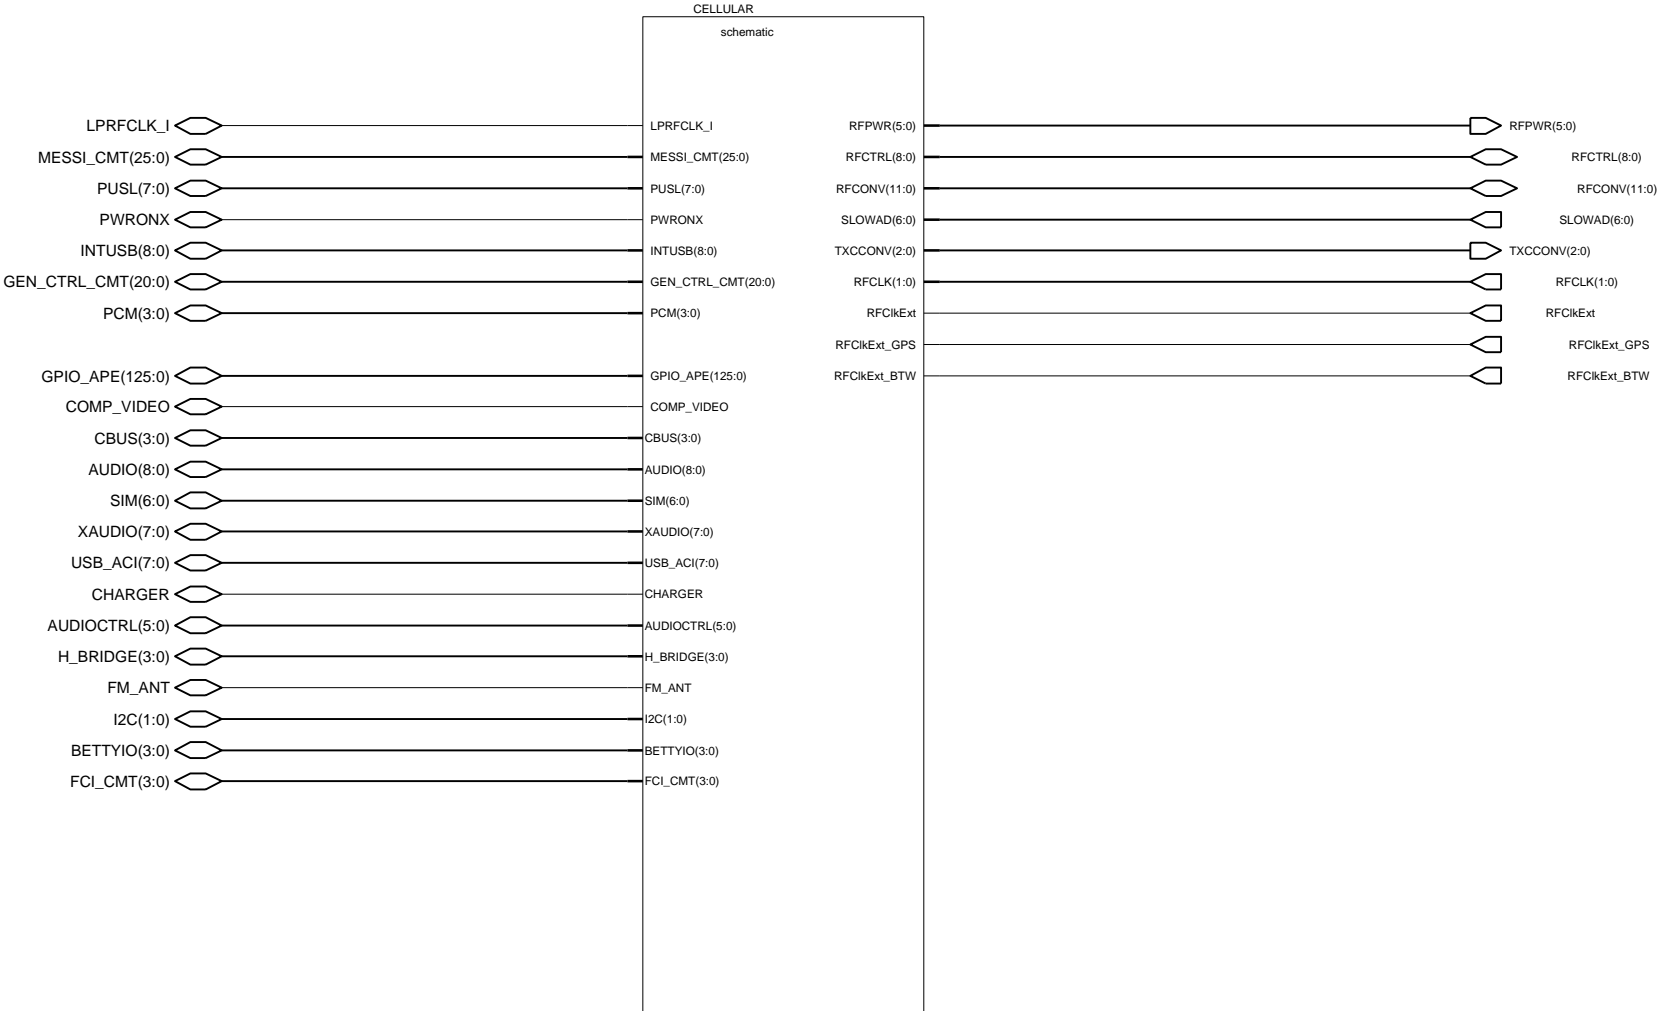 CELLULAR
schematic
LPRFCLK_I LPRFCLK_I RFPWR(5:0) RFPWR(5:0)
MESSI_CMT(25:0) MESSI_CMT(25:0) RFCTRL(8:0) RFCTRL(8:0)
PUSL(7:0) PUSL(7:0) RFCONV(11:0) RFCONV(11:0)
PWRONX PWRONX SLOWAD(6:0) SLOWAD(6:0)
INTUSB(8:0) INTUSB(8:0) TXCCONV(2:0) TXCCONV(2:0)
GEN_CTRL_CMT(20:0) GEN_CTRL_CMT(20:0) RFCLK(1:0) RFCLK(1:0)
PCM(3:0) PCM(3:0) RFClkExt RFClkExt
RFClkExt_GPS RFClkExt_GPS
GPIO_APE(125:0) GPIO_APE(125:0) RFClkExt_BTW RFClkExt_BTW
COMP_VIDEO COMP_VIDEO
CBUS(3:0) CBUS(3:0)
AUDIO(8:0) AUDIO(8:0)
SIM(6:0) SIM(6:0)
XAUDIO(7:0) XAUDIO(7:0)
USB_ACI(7:0) USB_ACI(7:0)
CHARGER CHARGER
AUDIOCTRL(5:0) AUDIOCTRL(5:0)
H_BRIDGE(3:0) H_BRIDGE(3:0)
FM_ANT FM_ANT
I2C(1:0) I2C(1:0)
BETTYIO(3:0) BETTYIO(3:0)
FCI_CMT(3:0) FCI_CMT(3:0)